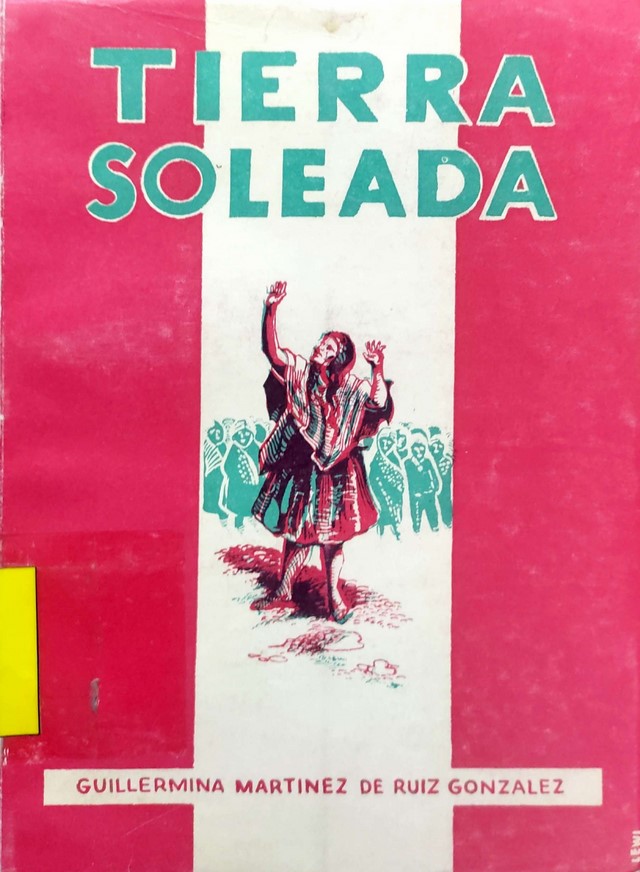 TIERRA
SOLEADA
GUILLERMINA MARTINEZ DE RUIZ GONZALEZ